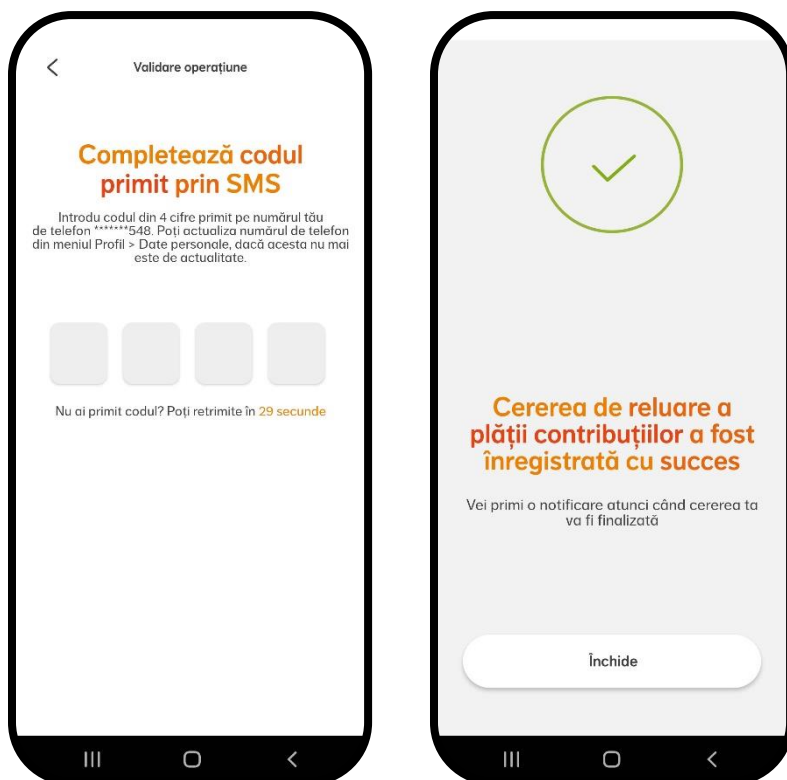 Validare operațiune
Completează codul
primit prin SMS
Introdu codul din 4 cifre primit pe numărul tău
de telefon *******548. Poți actualiza numărul de telefon
din meniul Profil > Date personale, dacă acesta nu mai
este de actualitate.
Nu ai primit codul? Poți retrimite în 29 secunde
Cererea de reluare a
plății contribuțiilor a fost
înregistrată cu succes
Vei primi o notificare atunci când cererea ta
va fi finalizată
Închide